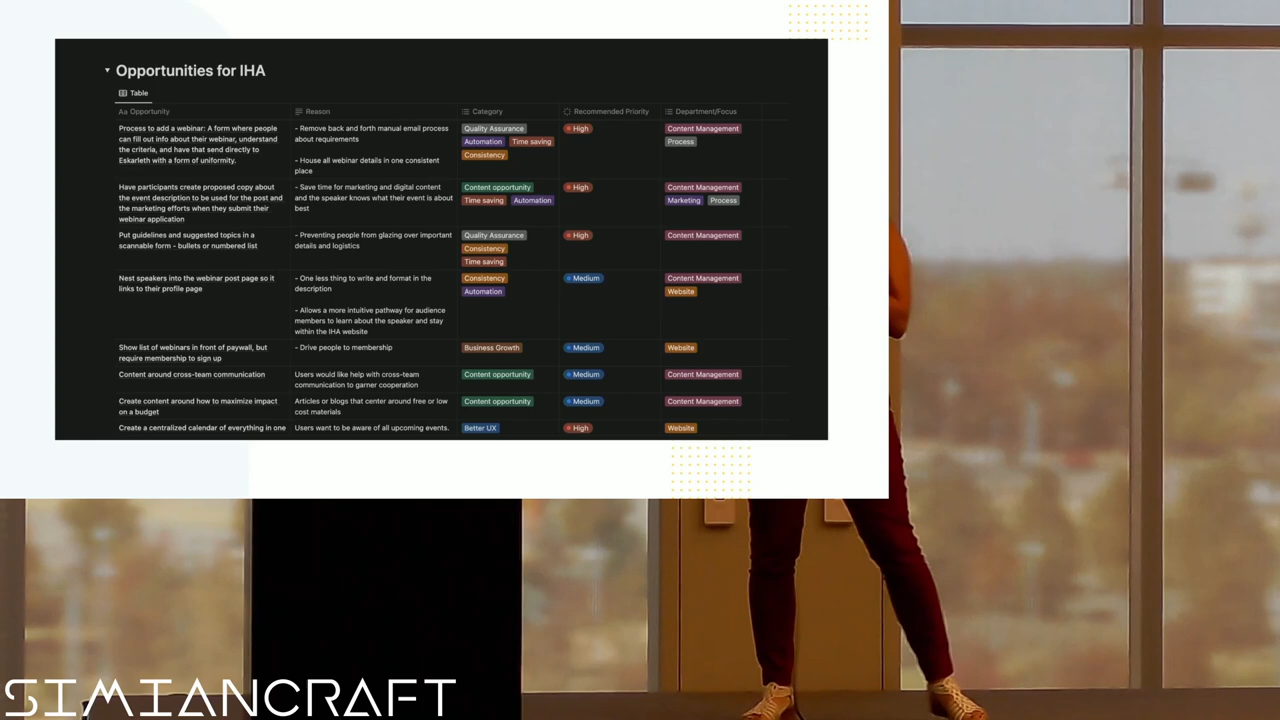 Opportunities for IHA
Table
Aa Opportunity Reason Category Recommended Priority Department/Focus
Process to add a webinar: A form where people
can fill out info about their webinar, understand
the criteria, and have that send directly to
Eskarleth with a form of uniformity.
- Remove back and forth manual email process
about requirements
- House all webinar details in one consistent
place
Quality Assurance
Automation Time saving
Consistency
High
Content Management
Process
Have participants create proposed copy about
the event description to be used for the post and
the marketing efforts when they submit their
webinar application
- Save time for marketing and digital content
and the speaker knows what their event is about
best
Content opportunity
Time saving Automation
High
Content Management
Marketing Process
Put guidelines and suggested topics in a
scannable form - bullets or numbered list
- Preventing people from glazing over important
details and logistics
Quality Assurance
Consistency
Time saving
High
Content Management
Nest speakers into the webinar post page so it
links to their profile page
- One less thing to write and format in the
description
- Allows a more intuitive pathway for audience
members to learn about the speaker and stay
within the IHA website
Consistency
Automation
Medium
Content Management
Website
Show list of webinars in front of paywall, but
require membership to sign up
- Drive people to membership
Business Growth
Medium
Website
Content around cross-team communication
Users would like help with cross-team
communication to garner cooperation
Content opportunity
Medium
Content Management
Create content around how to maximize impact
on a budget
Articles or blogs that center around free or low
cost materials
Content opportunity
Medium
Content Management
Create a centralized calendar of everything in one
Users want to be aware of all upcoming events.
Better UX
High
Website
SIMIANCRAFT